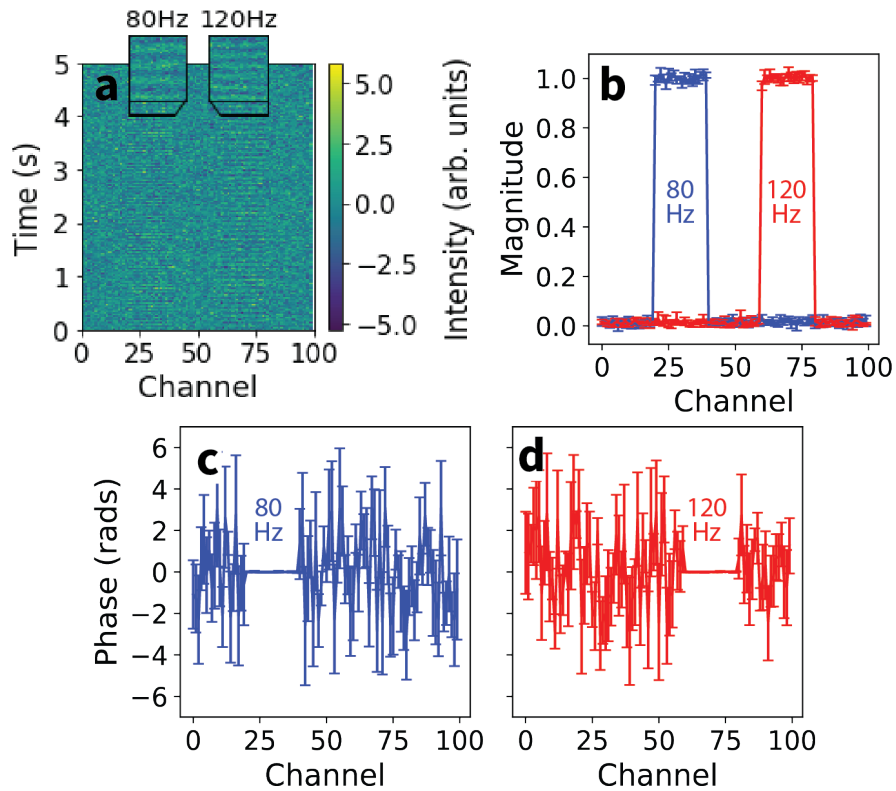 80Hz 120Hz
a
5
4
3
2
1
0
Time (s)
0 25 50 75 100
Channel
5.0
2.5
0.0
−2.5
−5.0
Intensity (arb. units)
b
1.0
0.8
0.6
0.4
0.2
0.0
Magnitude
80
Hz
120
Hz
0 25 50 75 100
Channel
c
6
4
2
0
−2
−4
−6
Phase (rads)
80
Hz
0 25 50 75 100
Channel
d
120
Hz
0 25 50 75 100
Channel